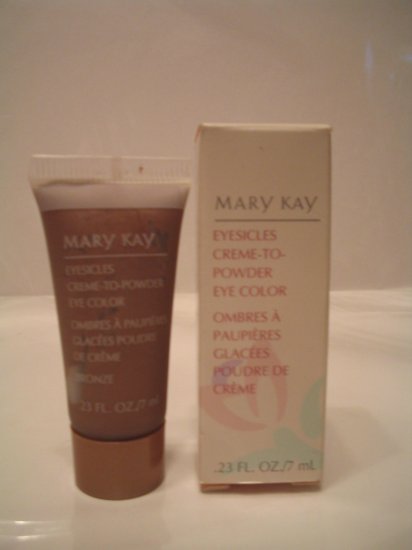 MARY KAY
EYESICLES
CREME-TO-POWDER
EYE COLOR
OMBRES À PAUPIÈRES
GLACÉES POUDRE
DE CRÈME
BRONZE
.23 FL. OZ./7 mL
MARY KAY
EYESICLES
CREME-TO-
POWDER
EYE COLOR
OMBRES À
PAUPIÈRES
GLACÉES
POUDRE DE
CRÈME
.23 FL. OZ./7 mL